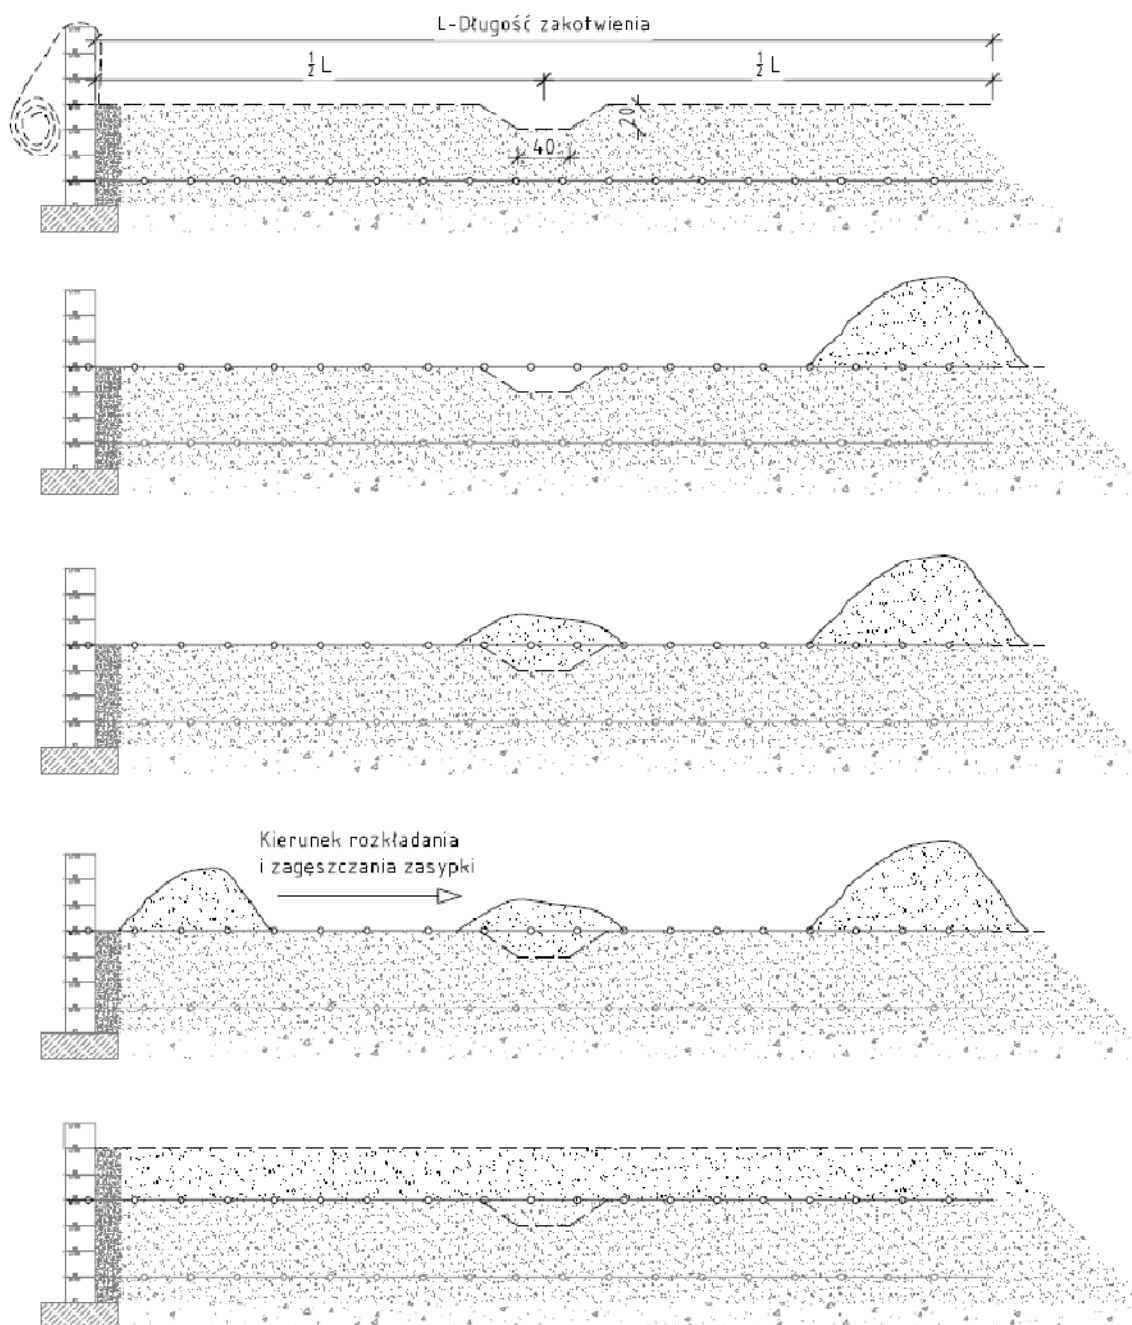 L-Długość zakotwienia
½ L
½ L
20
40
Kierunek rozkładania
i zagęszczania zasypki